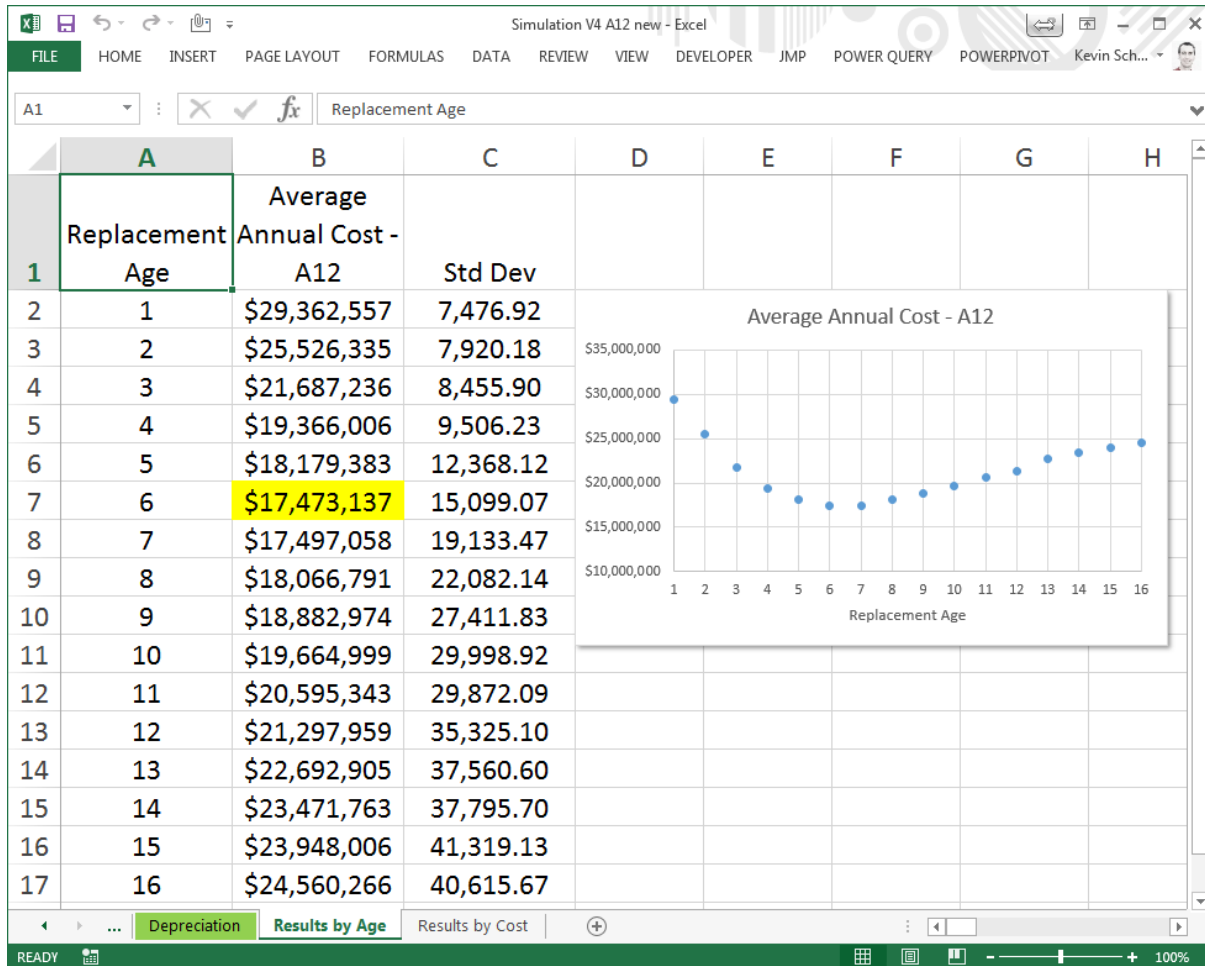 Simulation V4 A12 new - Excel
FILE HOME INSERT PAGE LAYOUT FORMULAS DATA REVIEW VIEW DEVELOPER JMP POWER QUERY POWERPIVOT Kevin Sch...
A1 fx Replacement Age
A B C D E F G H
Average
Replacement Annual Cost -
1 Age A12 Std Dev
2 1 $29,362,557 7,476.92
3 2 $25,526,335 7,920.18
4 3 $21,687,236 8,455.90
5 4 $19,366,006 9,506.23
6 5 $18,179,383 12,368.12
7 6 $17,473,137 15,099.07
8 7 $17,497,058 19,133.47
9 8 $18,066,791 22,082.14
10 9 $18,882,974 27,411.83
11 10 $19,664,999 29,998.92
12 11 $20,595,343 29,872.09
13 12 $21,297,959 35,325.10
14 13 $22,692,905 37,560.60
15 14 $23,471,763 37,795.70
16 15 $23,948,006 41,319.13
17 16 $24,560,266 40,615.67
Average Annual Cost - A12
$35,000,000
$30,000,000
$25,000,000
$20,000,000
$15,000,000
$10,000,000
1 2 3 4 5 6 7 8 9 10 11 12 13 14 15 16
Replacement Age
... Depreciation Results by Age Results by Cost
READY 100%